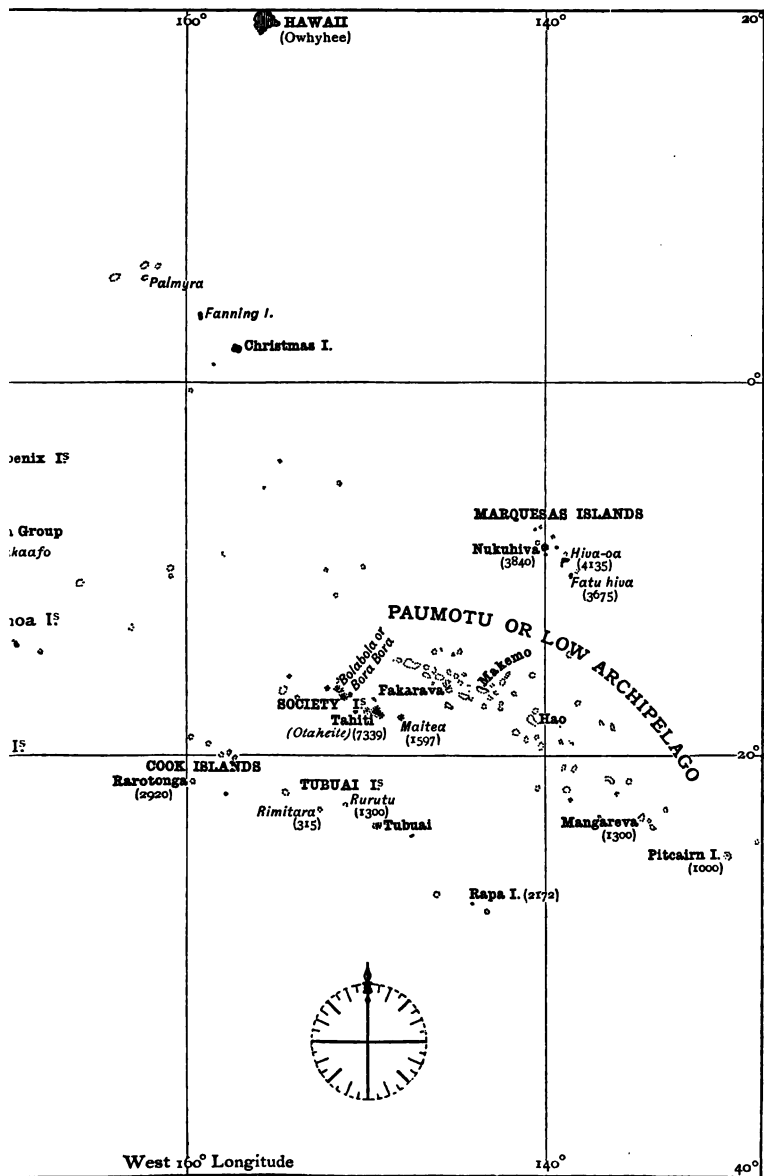 160°
140°
20°
HAWAII
(Owhyhee)
Palmyra
Fanning I.
Christmas I.
0°
enix Iˢ
MARQUESAS ISLANDS
Group
kaafo
Nukuhiva
(3840)
Hiva-oa
(4135)
Fatu hiva
(3675)
oa Iˢ
PAUMOTU OR LOW ARCHIPELAGO
Bolabola or
Bora Bora
Makemo
Fakarava
SOCIETY Iˢ
Tahiti
(Otaheite) (7339)
Maitea
(1597)
Hao
Iˢ
20°
COOK ISLANDS
Rarotonga
(2920)
TUBUAI Iˢ
Rimitara
(315)
Rurutu
(1300)
Tubuai
Mangareva
(1300)
Pitcairn I.
(1000)
Rapa I. (2172)
West 160° Longitude
140°
40°